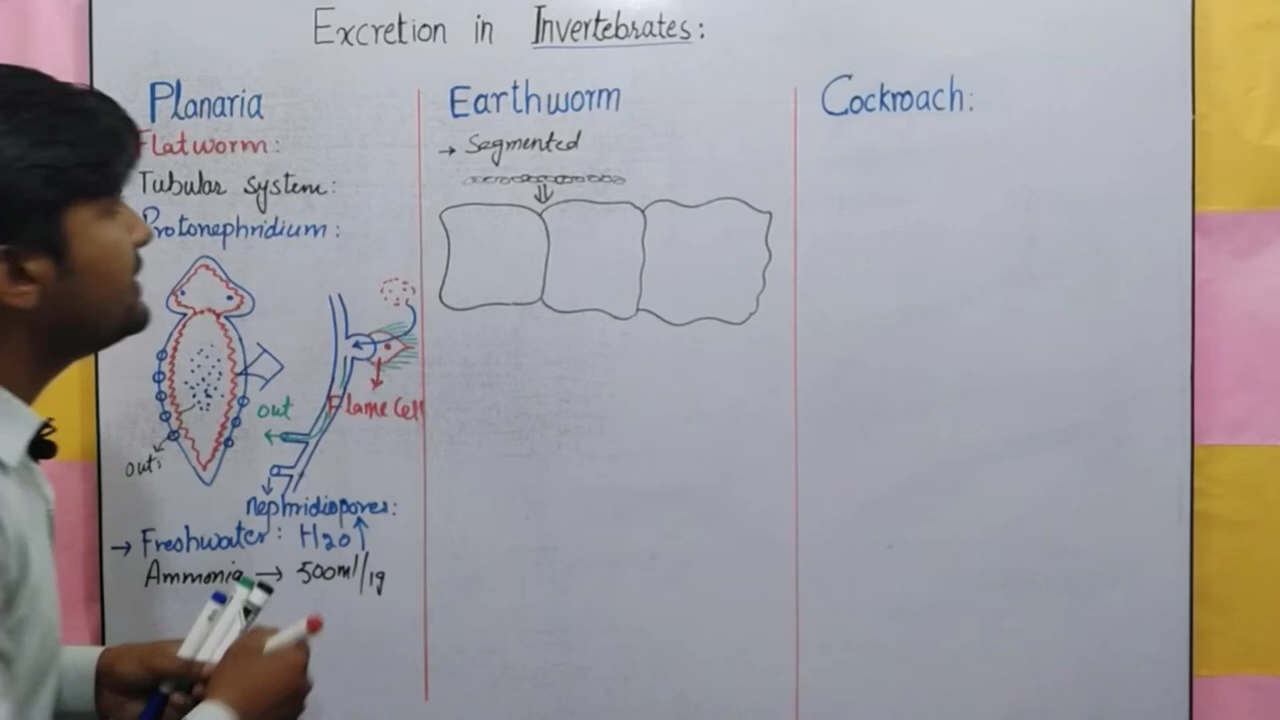 Excretion in Invertebrates:
Planaria
Flatworm:
Tubular system:
Protonephridium:
out
Flame Cell
out
nephridiopores:
→ Freshwater: H2O↑
Ammonia → 500ml/1g
Earthworm
→ Segmented
Cockroach: